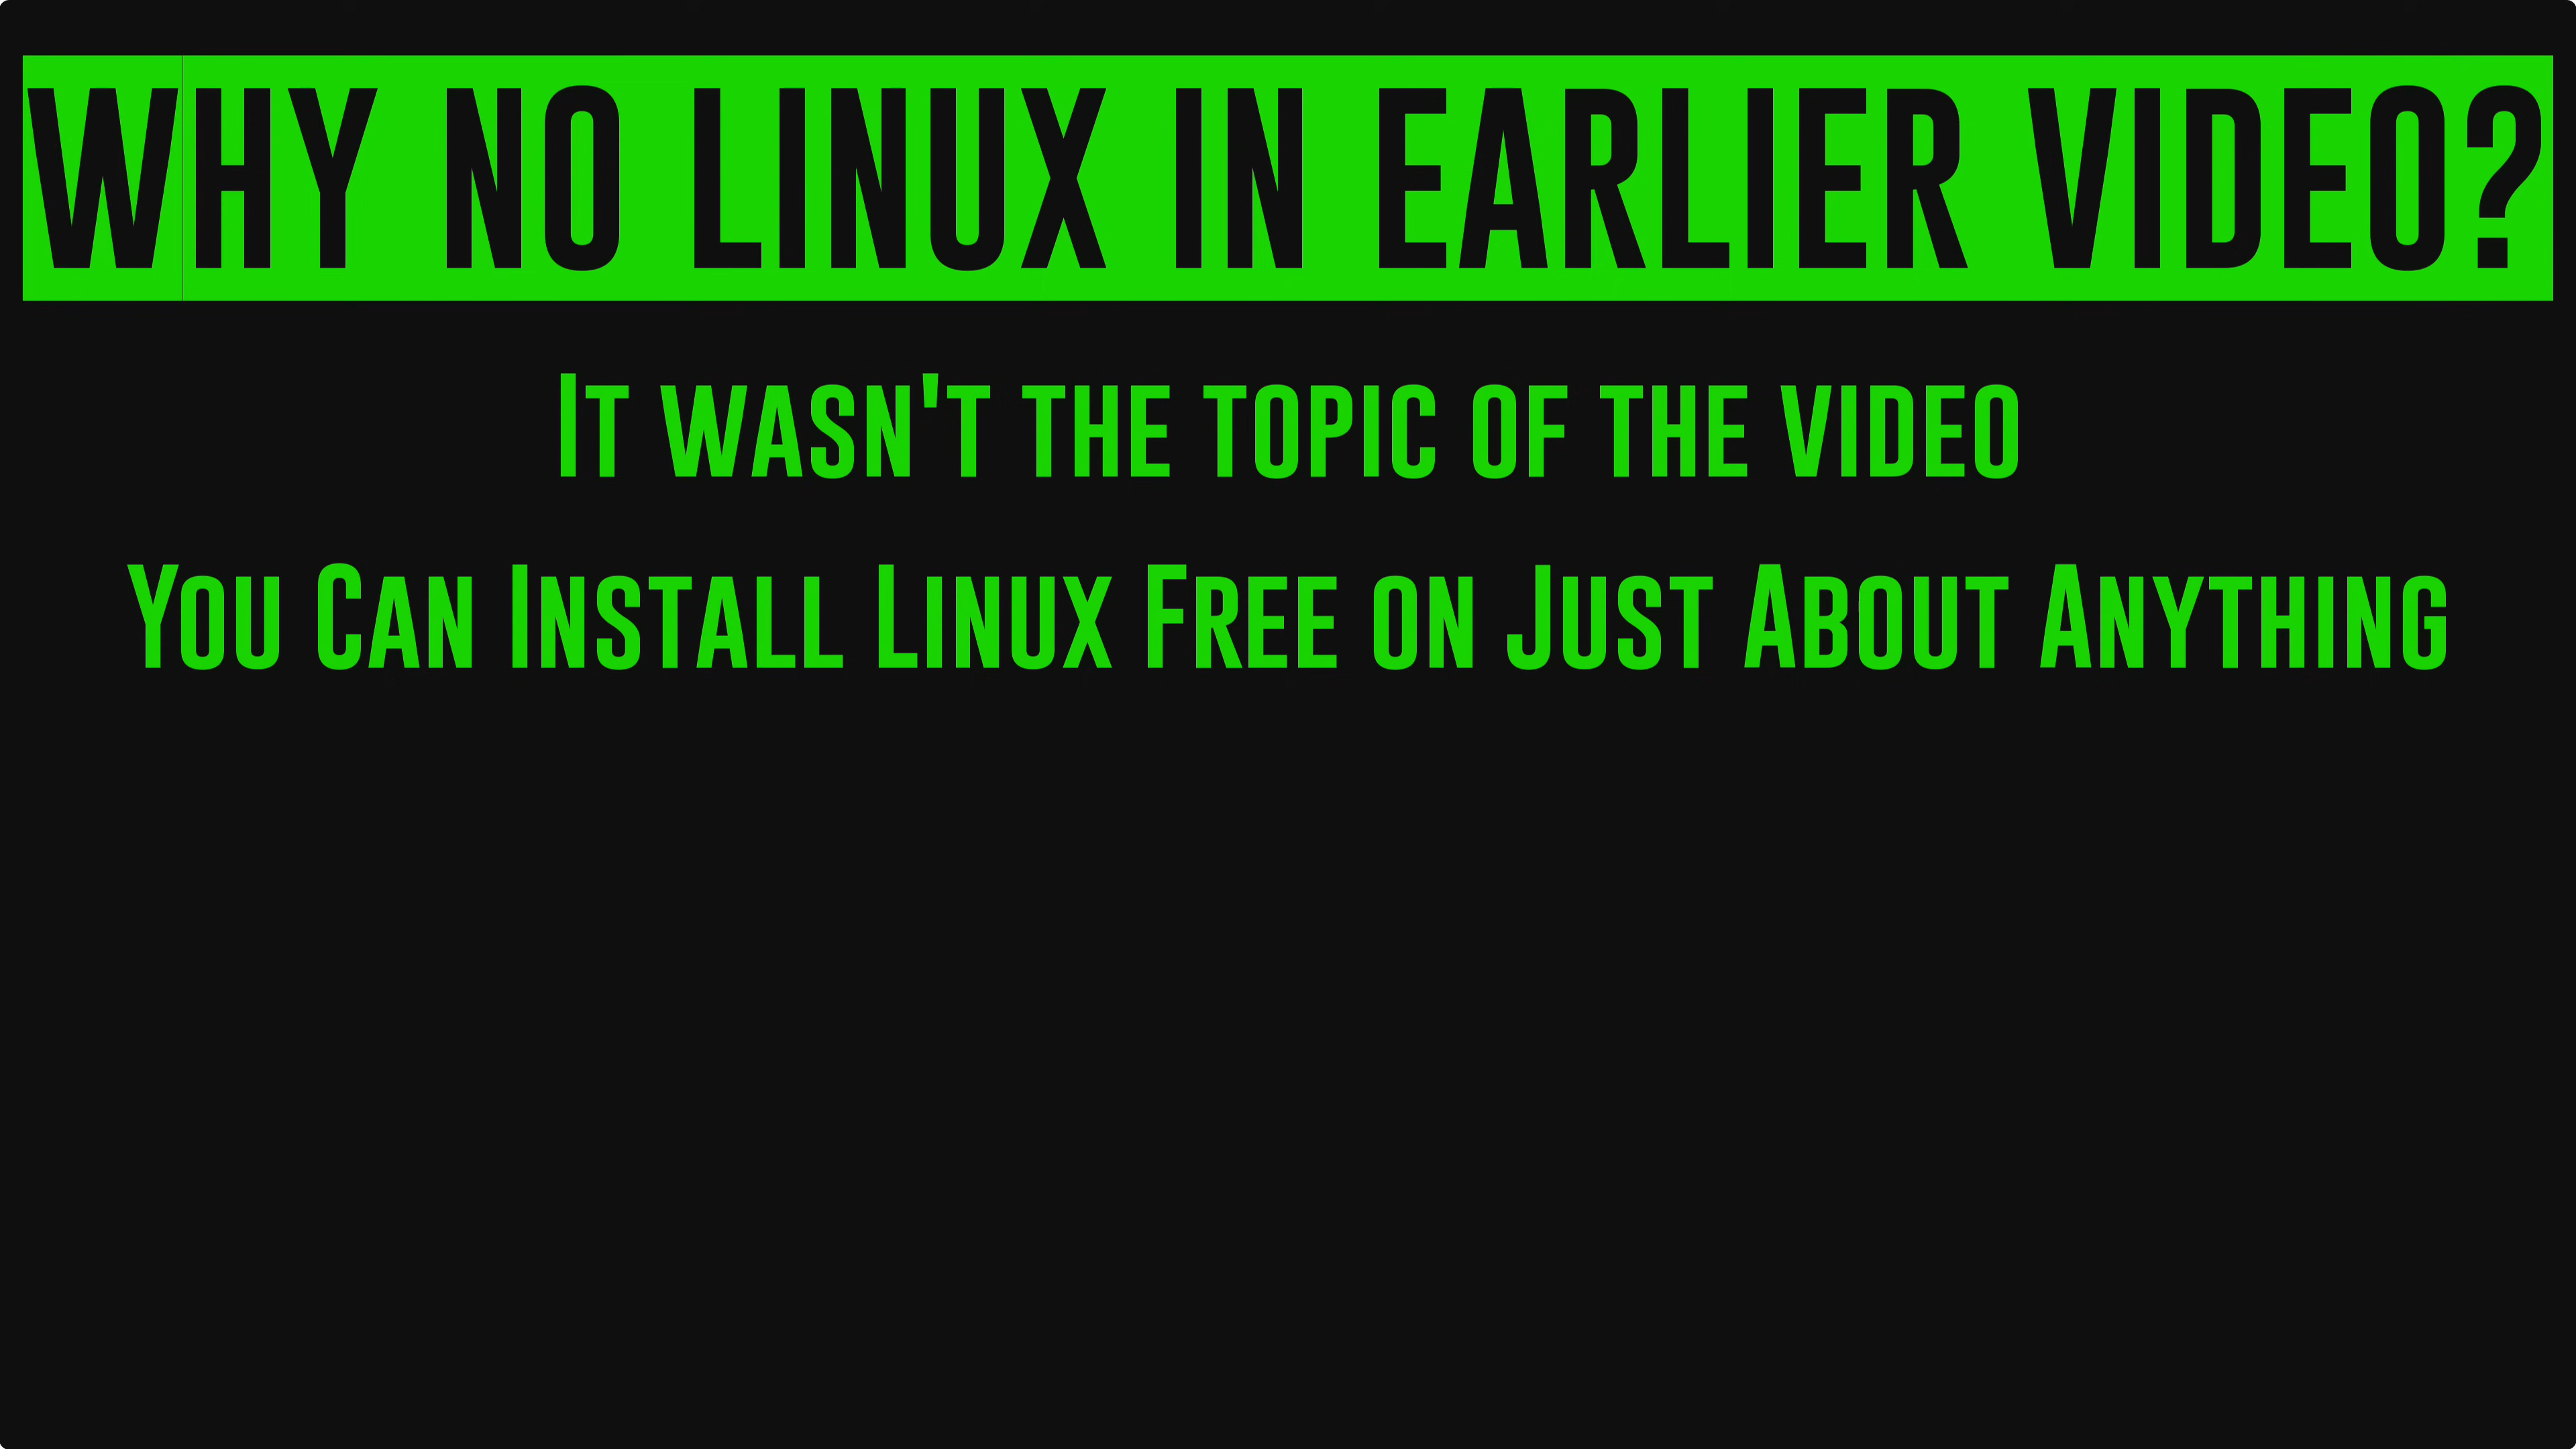 Why no Linux in Earlier Video?
It wasn't the topic of the video
You Can Install Linux Free on Just About Anything